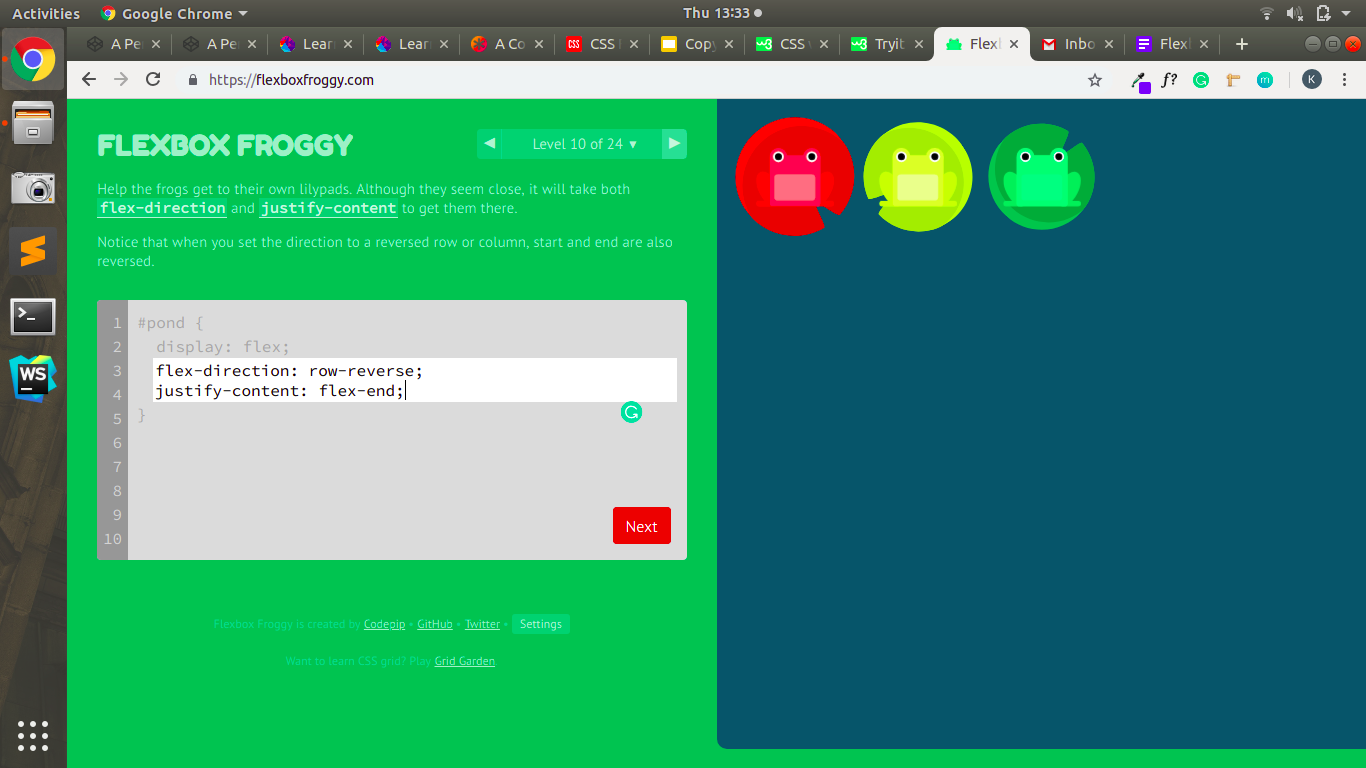 Activities Google Chrome Thu 13:33
A Pe A Pe Lear Lear A Co CSS Copy CSS Tryit Flex Inbo Flex
https://flexboxfroggy.com f? K
FLEXBOX FROGGY
Level 10 of 24
Help the frogs get to their own lilypads. Although they seem close, it will take both
flex-direction and justify-content to get them there.
Notice that when you set the direction to a reversed row or column, start and end are also
reversed.
1 #pond {
2 display: flex;
3 flex-direction: row-reverse;
4 justify-content: flex-end;
5 }
6
7
8
9
10
Next
Flexbox Froggy is created by Codepip • GitHub • Twitter • Settings
Want to learn CSS grid? Play Grid Garden
WS